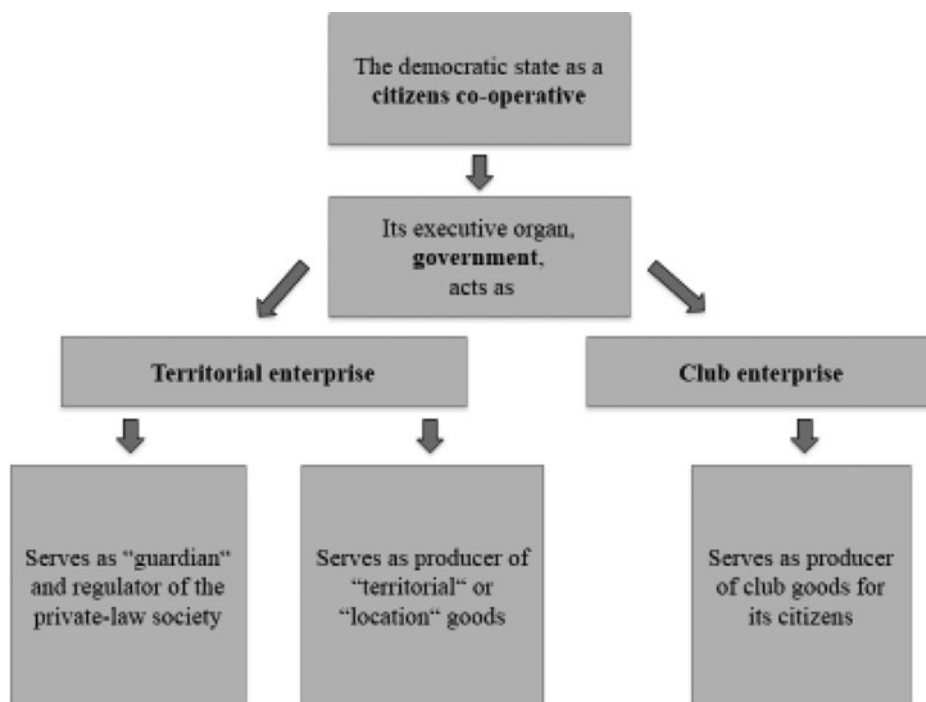 The democratic state as a
citizens co-operative
Its executive organ,
government,
acts as
Territorial enterprise
Club enterprise
Serves as “guardian“
and regulator of the
private-law society
Serves as producer of
“territorial“ or
“location“ goods
Serves as producer
of club goods for
its citizens